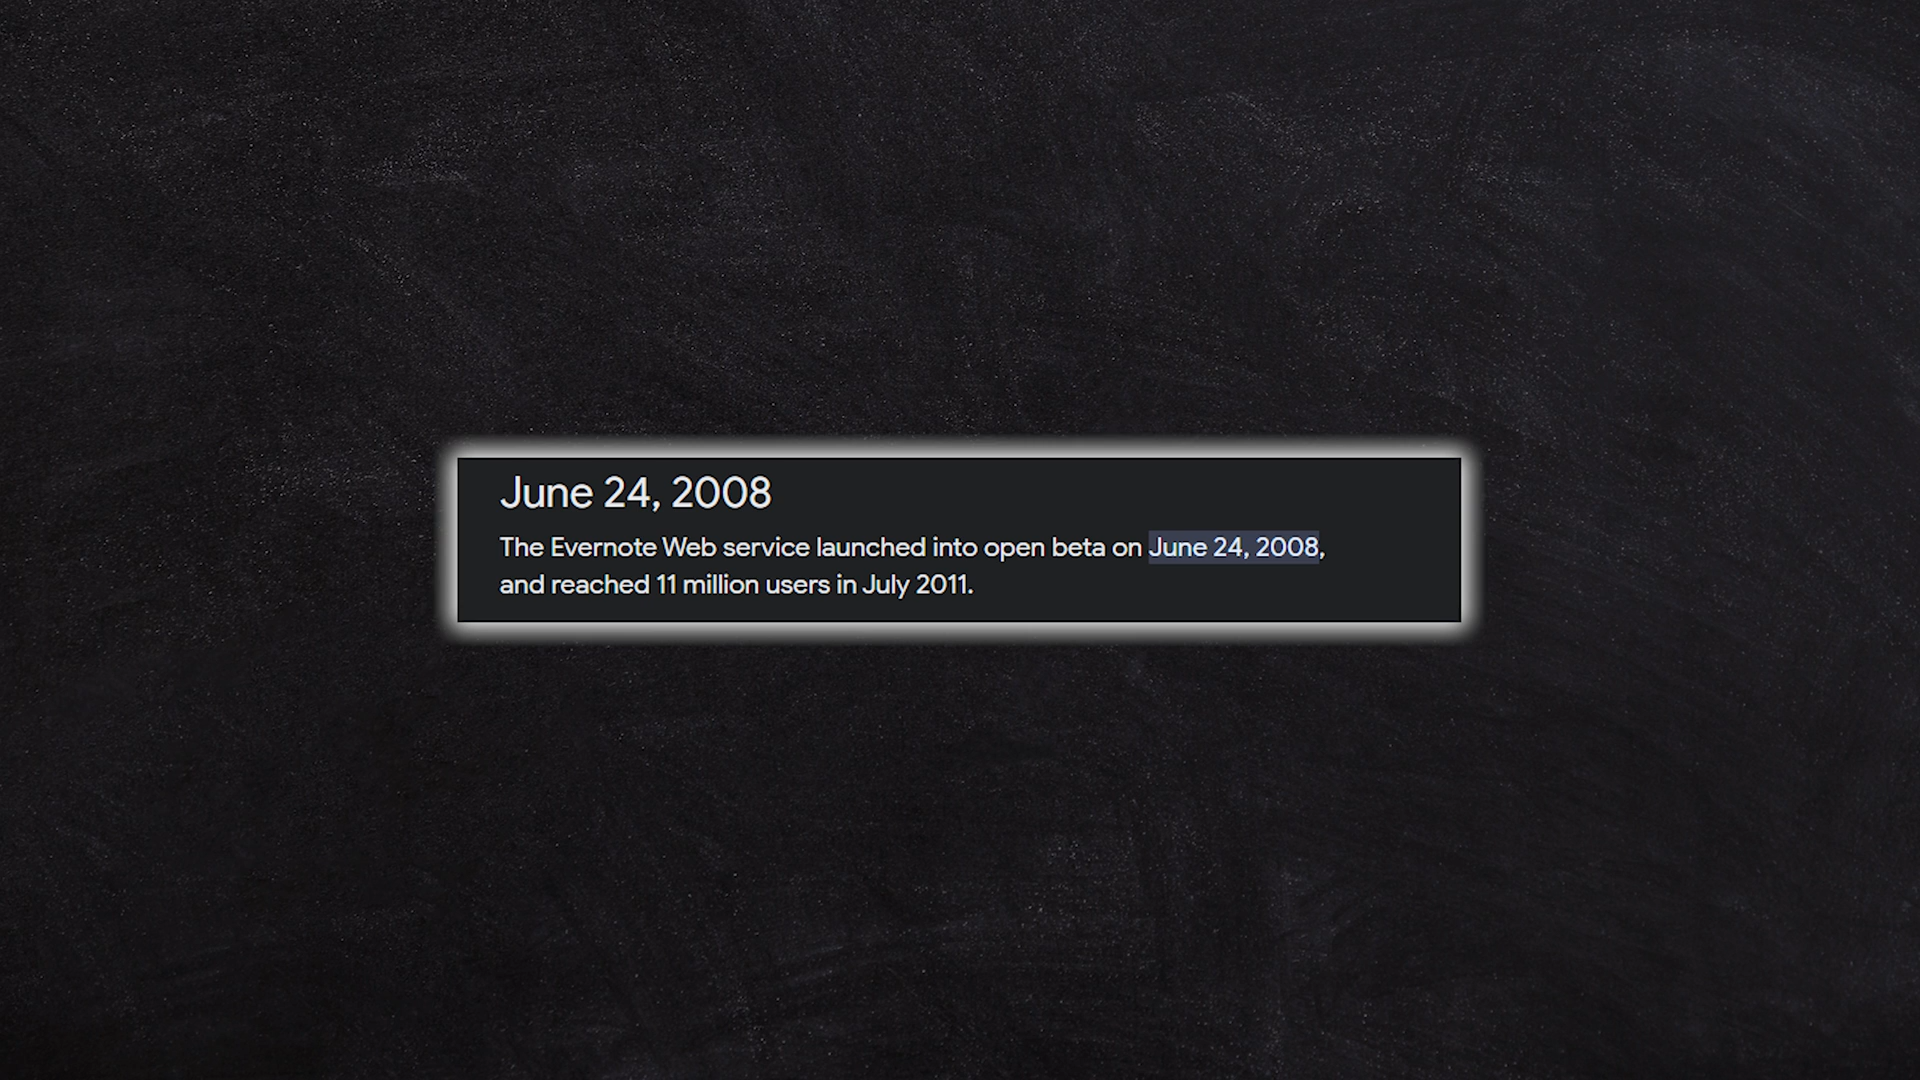 June 24, 2008
The Evernote Web service launched into open beta on June 24, 2008,
and reached 11 million users in July 2011.